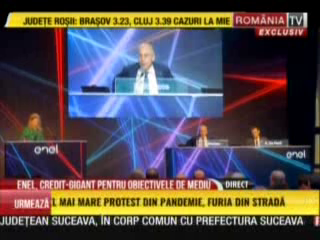 JUDEȚE ROȘII: BRAȘOV 3.23, CLUJ 3.39 CAZURI LA MIE
ROMÂNIA TV
EXCLUSIV
enel
enel
ENEL, CREDIT-GIGANT PENTRU OBIECTIVELE DE MEDIU
DIRECT
URMEAZĂ
L MAI MARE PROTEST DIN PANDEMIE, FURIA DIN STRADĂ
JUDEȚEAN SUCEAVA, ÎN CORP COMUN CU PREFECTURA SUCEAVA